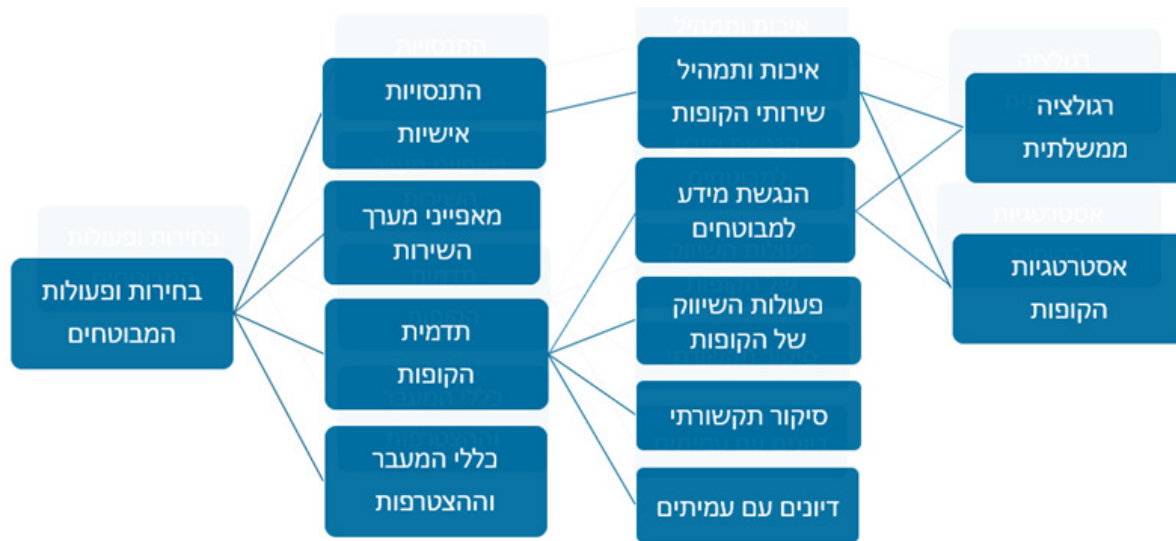 רגולציה
ממשלתית
אסטרטגיות
הקופות
איכות ותמהיל
שירותי הקופות
הנגשת מידע
למבוטחים
פעולות השיווק
של הקופות
סיקור תקשורתי
דיונים עם עמיתים
התנסויות
אישיות
מאפייני מערך
השירות
תדמית
הקופות
כללי המעבר
וההצטרפות
בחירות ופעולות
המבוטחים